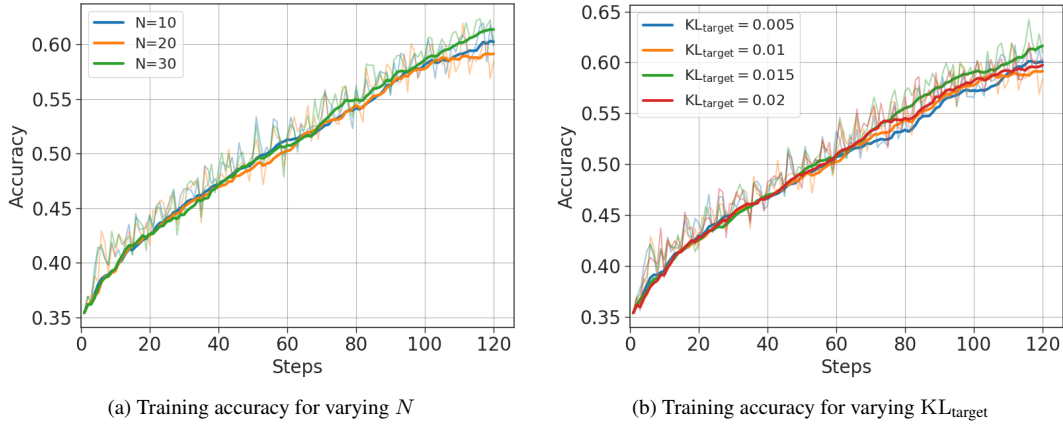 N=10
N=20
N=30
0.60
0.55
0.50
0.45
0.40
0.35
Accuracy
0 20 40 60 80 100 120
Steps
(a) Training accuracy for varying N
KLtarget = 0.005
KLtarget = 0.01
KLtarget = 0.015
KLtarget = 0.02
0.65
0.60
0.55
0.50
0.45
0.40
0.35
Accuracy
0 20 40 60 80 100 120
Steps
(b) Training accuracy for varying KLtarget